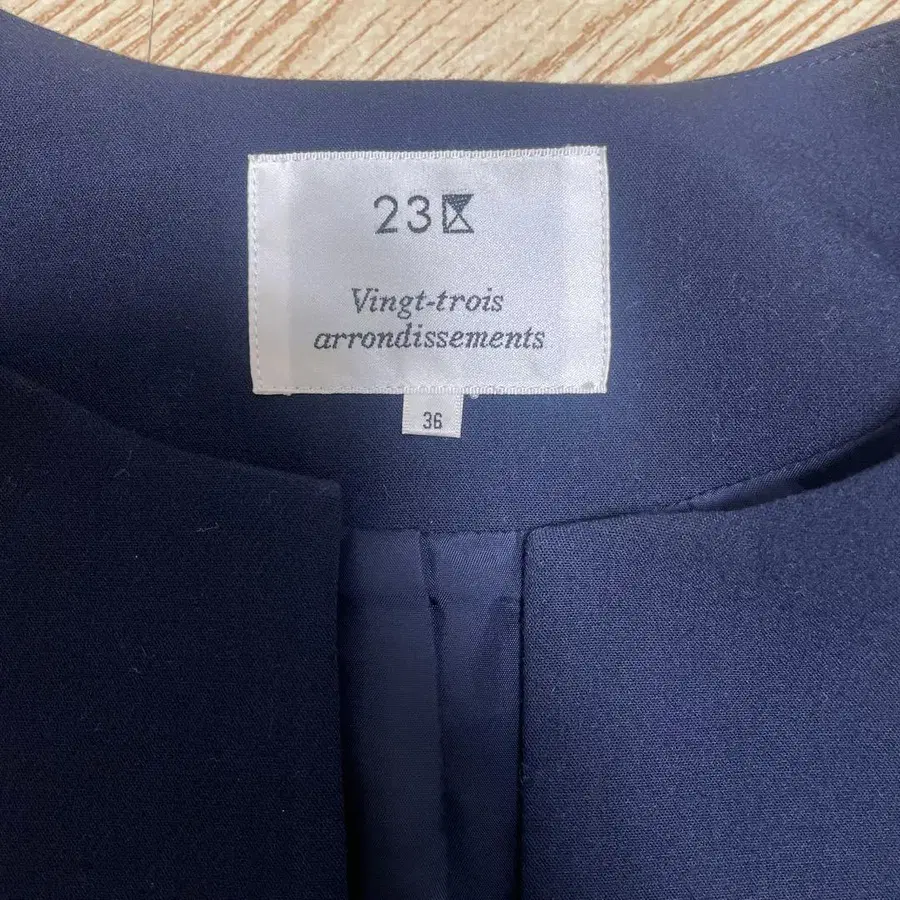 23区
Vingt-trois
arrondissements
36